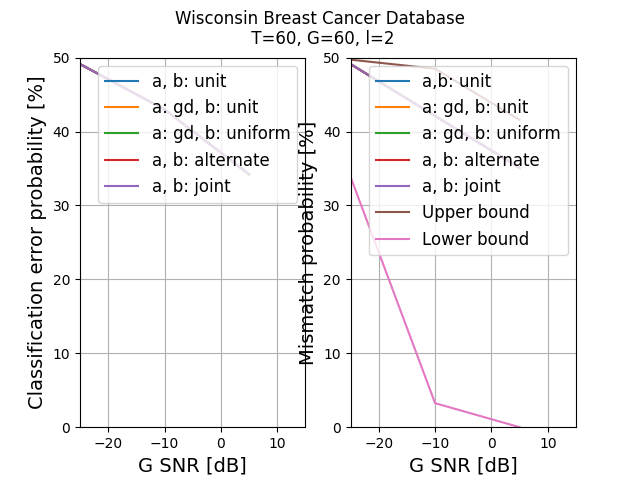 Wisconsin Breast Cancer Database
T=60, G=60, l=2
Classification error probability [%]
50
40
30
20
10
0
−20
−10
0
10
G SNR [dB]
a, b: unit
a: gd, b: unit
a: gd, b: uniform
a, b: alternate
a, b: joint
Mismatch probability [%]
50
40
30
20
10
0
−20
−10
0
10
G SNR [dB]
a,b: unit
a: gd, b: unit
a: gd, b: uniform
a, b: alternate
a, b: joint
Upper bound
Lower bound